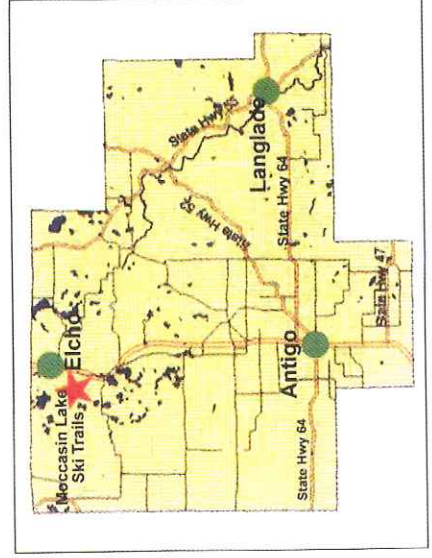 Moccasin Lake
Ski Trails
Elcho
State Hwy 55
Langlade
State Hwy 52
State Hwy 64
Antigo
State Hwy 64
State Hwy 47